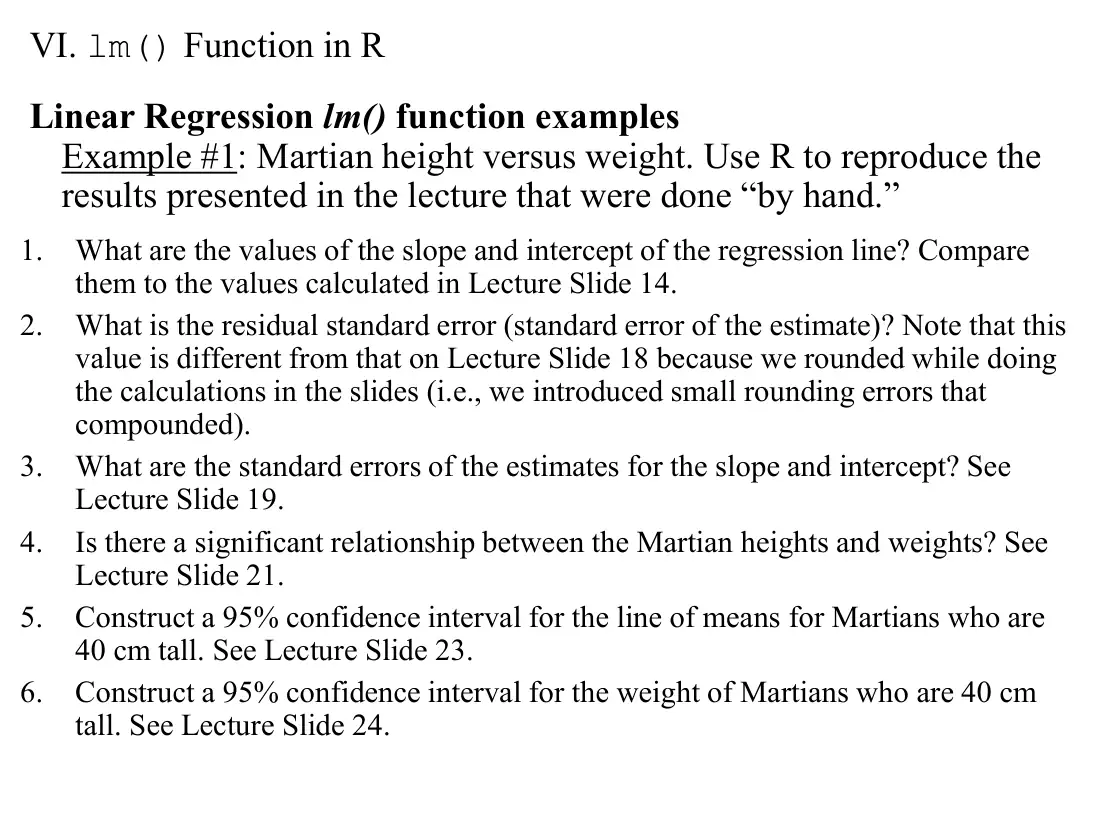 VI. lm() Function in R
Linear Regression lm() function examples
Example #1: Martian height versus weight. Use R to reproduce the
results presented in the lecture that were done “by hand.”
1. What are the values of the slope and intercept of the regression line? Compare
them to the values calculated in Lecture Slide 14.
2. What is the residual standard error (standard error of the estimate)? Note that this
value is different from that on Lecture Slide 18 because we rounded while doing
the calculations in the slides (i.e., we introduced small rounding errors that
compounded).
3. What are the standard errors of the estimates for the slope and intercept? See
Lecture Slide 19.
4. Is there a significant relationship between the Martian heights and weights? See
Lecture Slide 21.
5. Construct a 95% confidence interval for the line of means for Martians who are
40 cm tall. See Lecture Slide 23.
6. Construct a 95% confidence interval for the weight of Martians who are 40 cm
tall. See Lecture Slide 24.